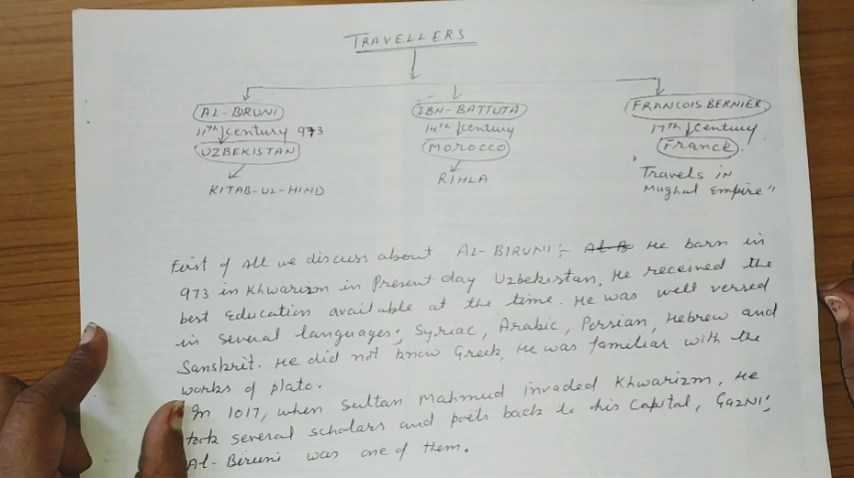 TRAVELLERS
AL-BIRUNI IBN-BATTUTA FRANCOIS BERNIER
11th century 973 14th century 17th century
UZBEKISTAN MOROCCO France.
KITAB-UL-HIND RIHLA "Travels in
Mughal Empire"
First of all we discuss about AL-BIRUNI:- Al-B He barn in
973 in Khwarizm in Present day Uzbekistan. He received the
best Education available at the time. He was well versed
in several languages; Syriac, Arabic, Persian, Hebrew and
Sanskrit. He did not know Greek, He was familiar with the
works of plato.
In 1017, when Sultan Mahmud invaded Khwarizm, He
took several scholars and poets back to his Capital, GAZNI;
Al-Biruni was one of them.